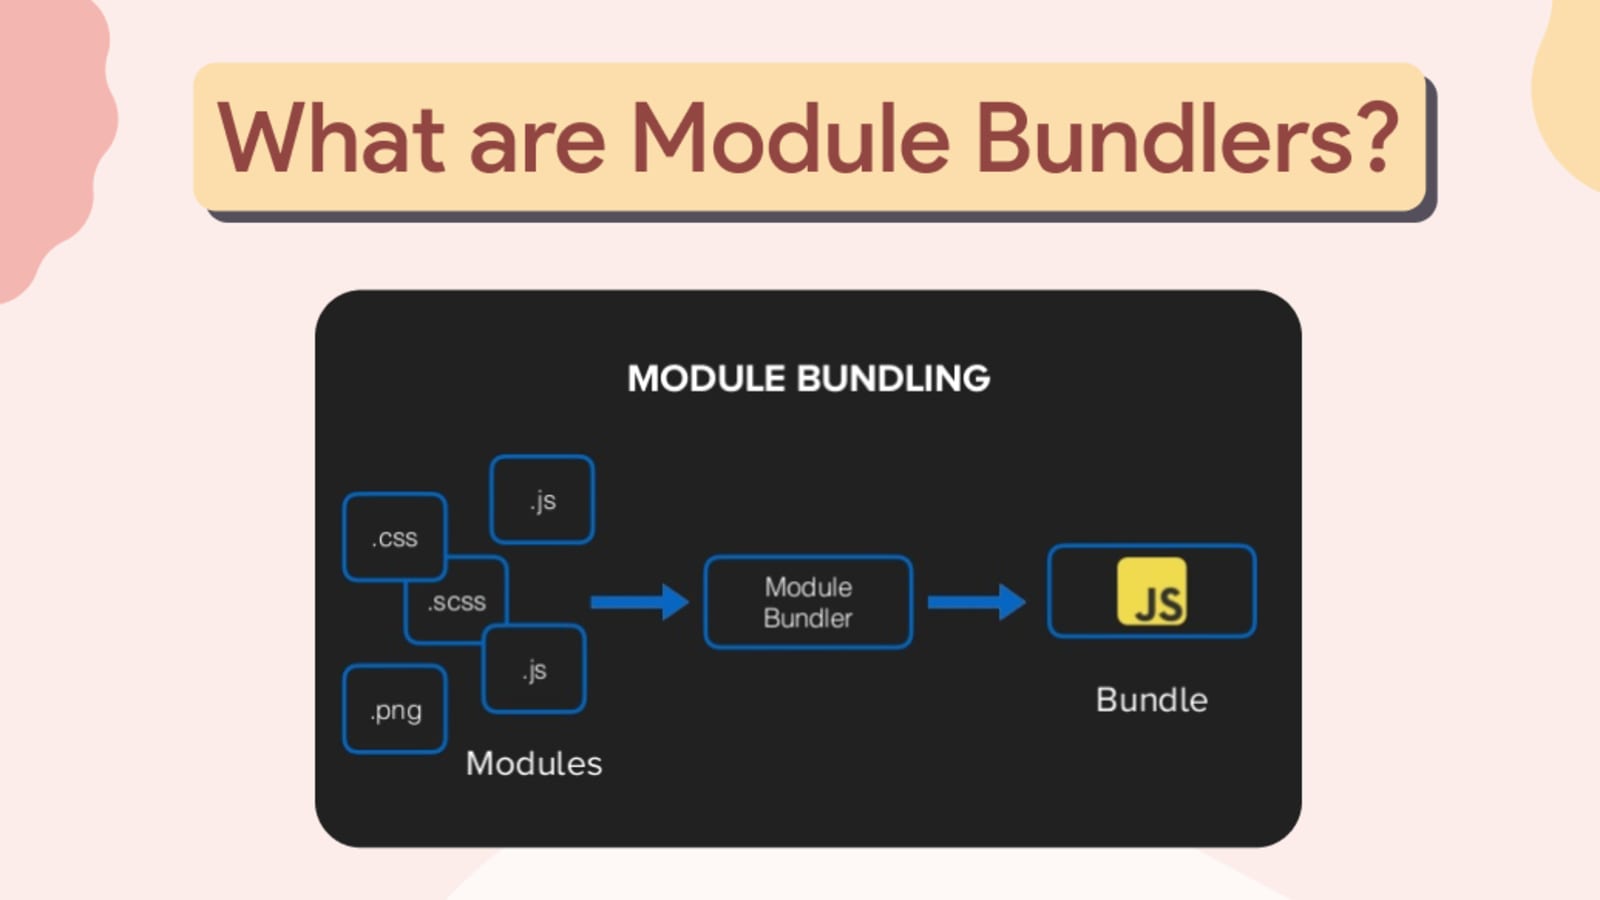 What are Module Bundlers?
MODULE BUNDLING
.js
.css
.scss
.js
.png
Modules
Module
Bundler
JS
Bundle